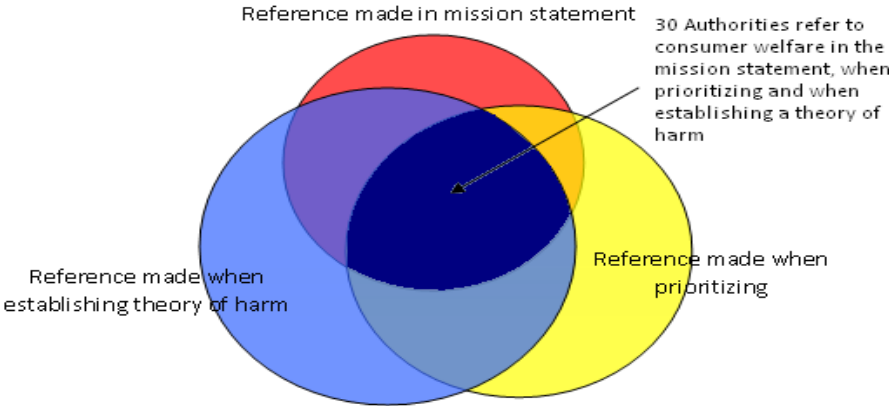 Reference made in mission statement
30 Authorities refer to
consumer welfare in the
mission statement, when
prioritizing and when
establishing a theory of
harm
Reference made when
prioritizing
Reference made when
establishing theory of harm